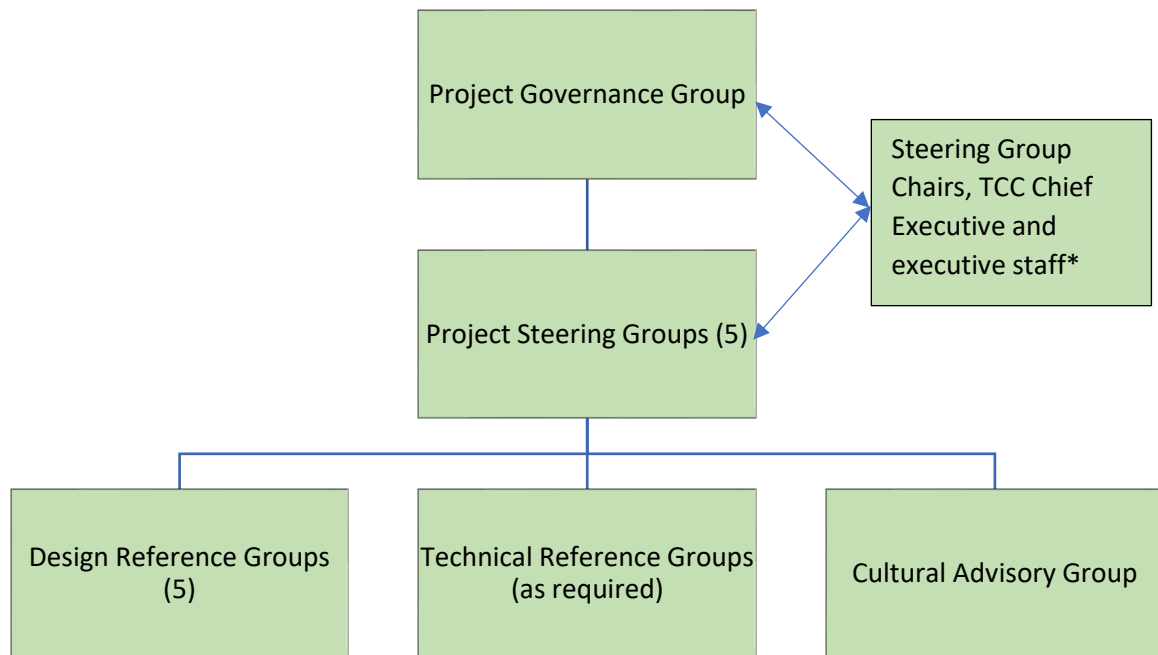 Project Governance Group
Steering Group
Chairs, TCC Chief
Executive and
executive staff*
Project Steering Groups (5)
Design Reference Groups
(5)
Technical Reference Groups
(as required)
Cultural Advisory Group